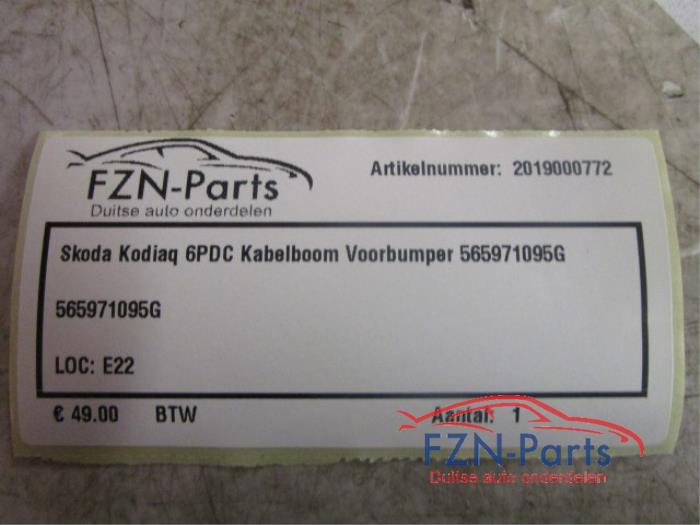 FZN-Parts
Duitse auto onderdelen
Artikelnummer: 2019000772
Skoda Kodiaq 6PDC Kabelboom Voorbumper 565971095G
565971095G
LOC: E22
€ 49.00 BTW
Aantal: 1
FZN-Parts
Duitse auto onderdelen